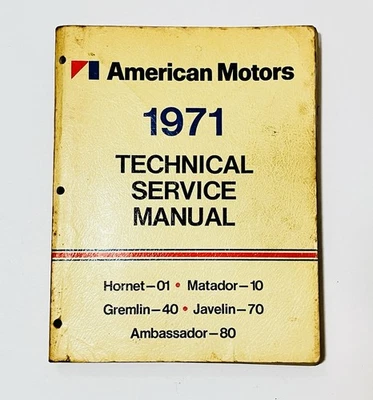 American Motors
1971
TECHNICAL
SERVICE
MANUAL
Hornet—01 • Matador—10
Gremlin—40 • Javelin—70
Ambassador—80